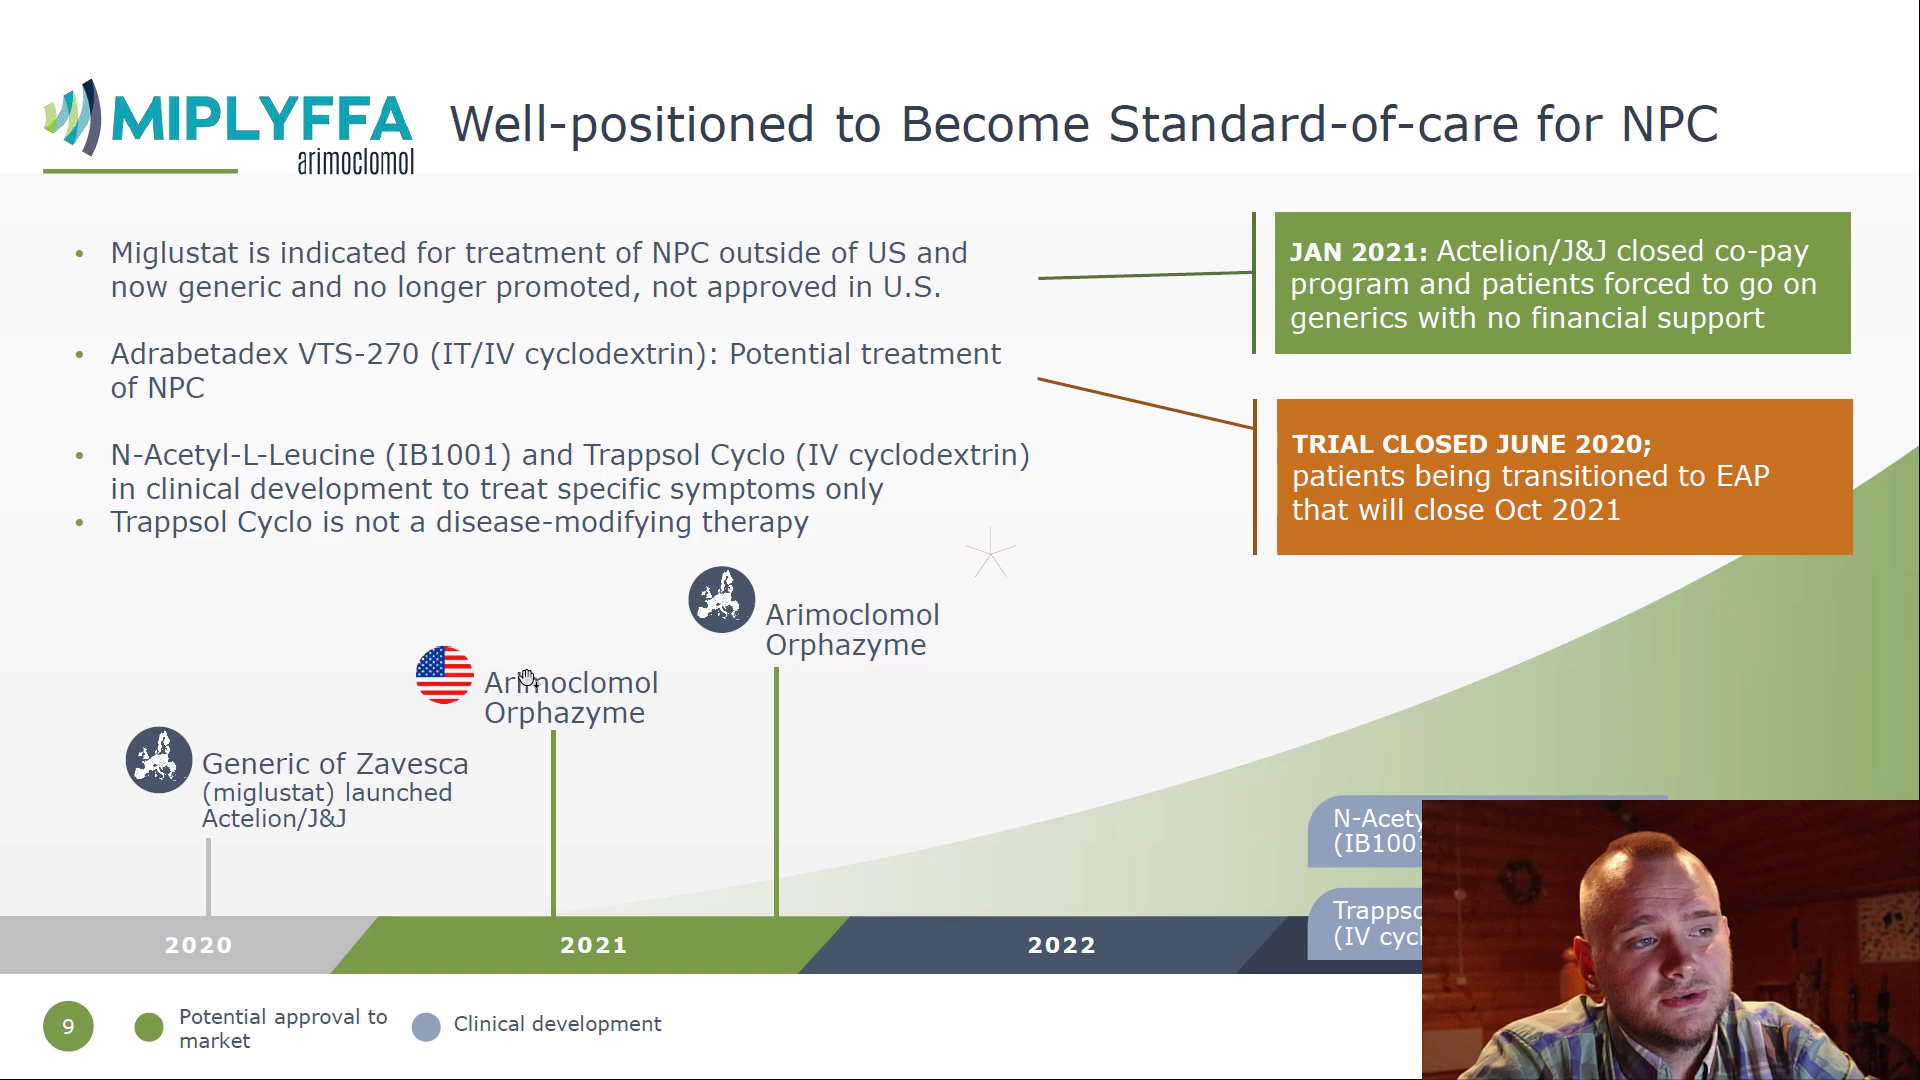 MIPLYFFA
arimoclomol
Well-positioned to Become Standard-of-care for NPC
• Miglustat is indicated for treatment of NPC outside of US and
now generic and no longer promoted, not approved in U.S.
• Adrabetadex VTS-270 (IT/IV cyclodextrin): Potential treatment
of NPC
• N-Acetyl-L-Leucine (IB1001) and Trappsol Cyclo (IV cyclodextrin)
in clinical development to treat specific symptoms only
• Trappsol Cyclo is not a disease-modifying therapy
JAN 2021: Actelion/J&J closed co-pay
program and patients forced to go on
generics with no financial support
TRIAL CLOSED JUNE 2020;
patients being transitioned to EAP
that will close Oct 2021
Arimoclomol
Orphazyme
Arimoclomol
Orphazyme
Generic of Zavesca
(miglustat) launched
Actelion/J&J
N-Acety
(IB1001
Trappso
(IV cycl
2020
2021
2022
9
Potential approval to
market
Clinical development